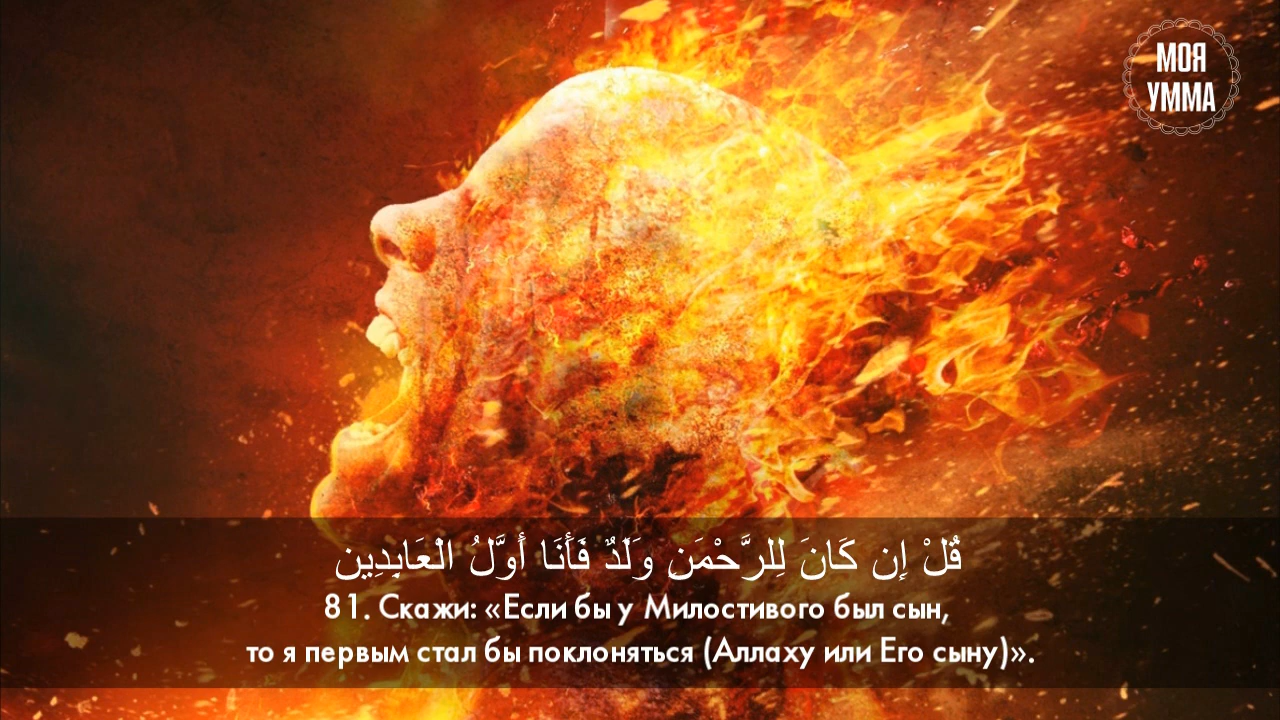 МОЯ
УММА
قُلْ إِن كَانَ لِلرَّحْمَنِ وَلَدٌ فَأَنَا أَوَّلُ الْعَابِدِين
81. Скажи: «Если бы у Милостивого был сын,
то я первым стал бы поклоняться (Аллаху или Его сыну)».